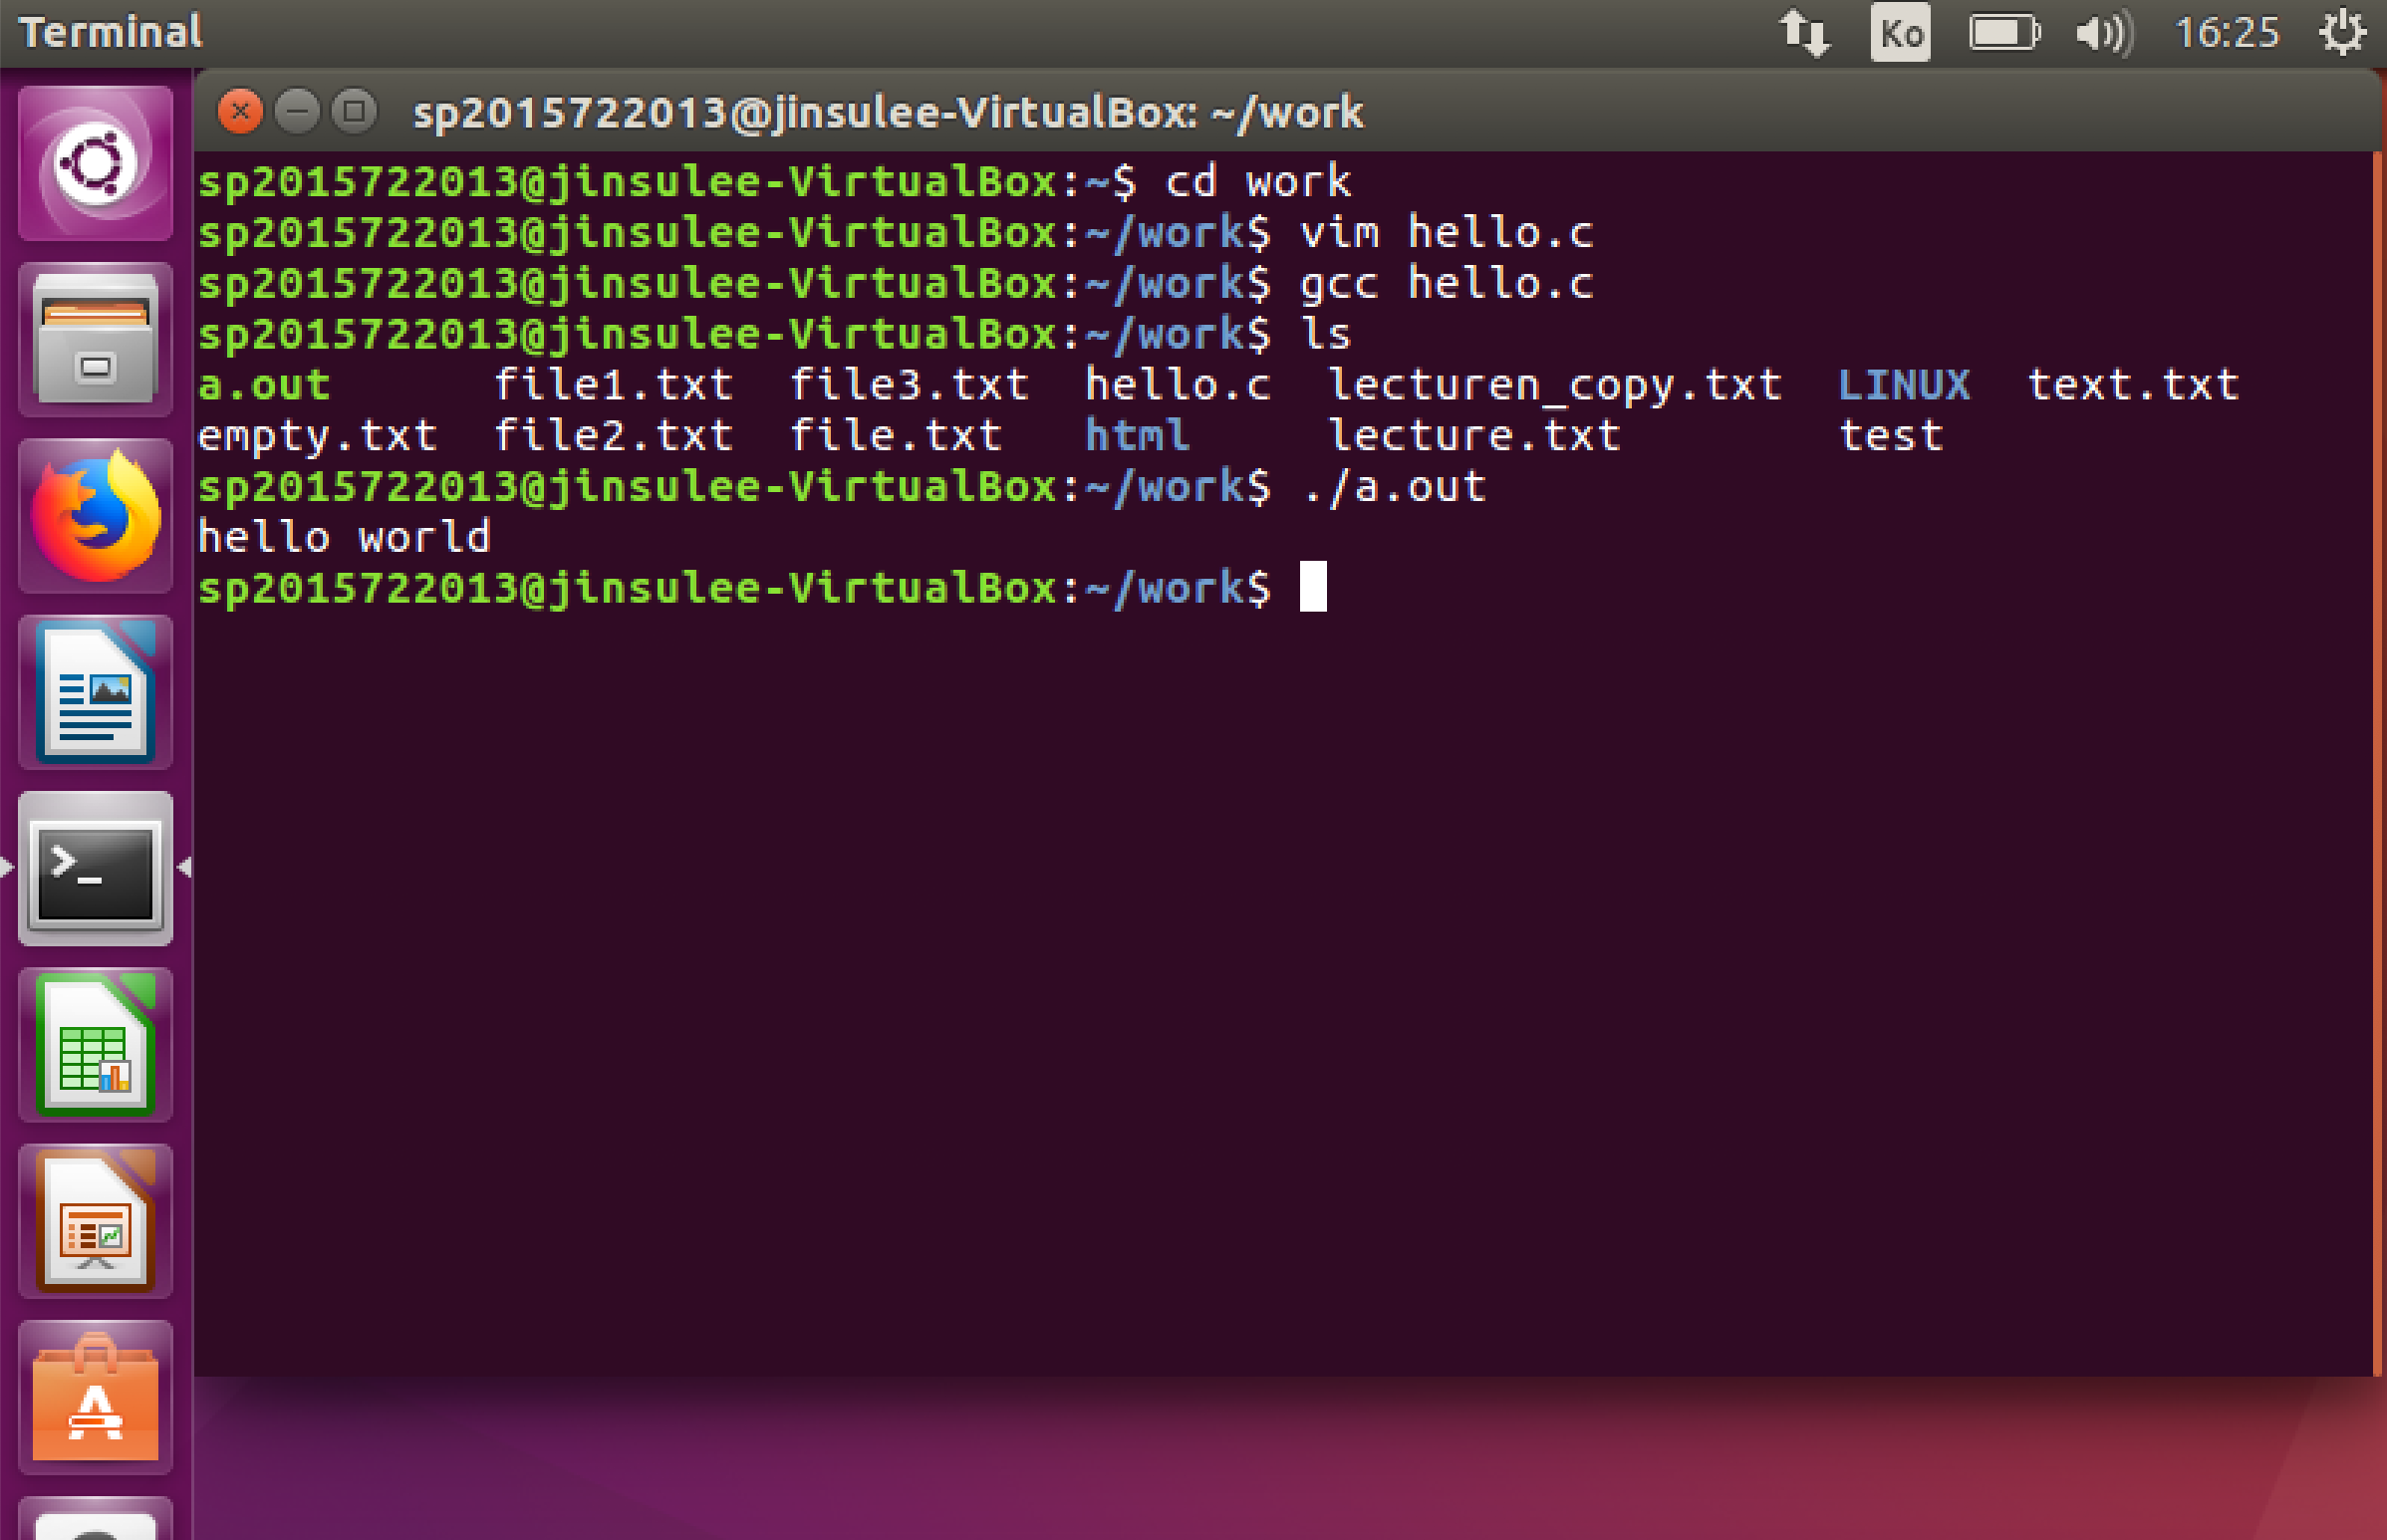 Terminal
Ko
16:25
sp2015722013@jinsulee-VirtualBox: ~/work
sp2015722013@jinsulee-VirtualBox:~$ cd work
sp2015722013@jinsulee-VirtualBox:~/work$ vim hello.c
sp2015722013@jinsulee-VirtualBox:~/work$ gcc hello.c
sp2015722013@jinsulee-VirtualBox:~/work$ ls
a.out      file1.txt  file3.txt  hello.c  lecturen_copy.txt  LINUX  text.txt
empty.txt  file2.txt  file.txt   html     lecture.txt        test
sp2015722013@jinsulee-VirtualBox:~/work$ ./a.out
hello world
sp2015722013@jinsulee-VirtualBox:~/work$